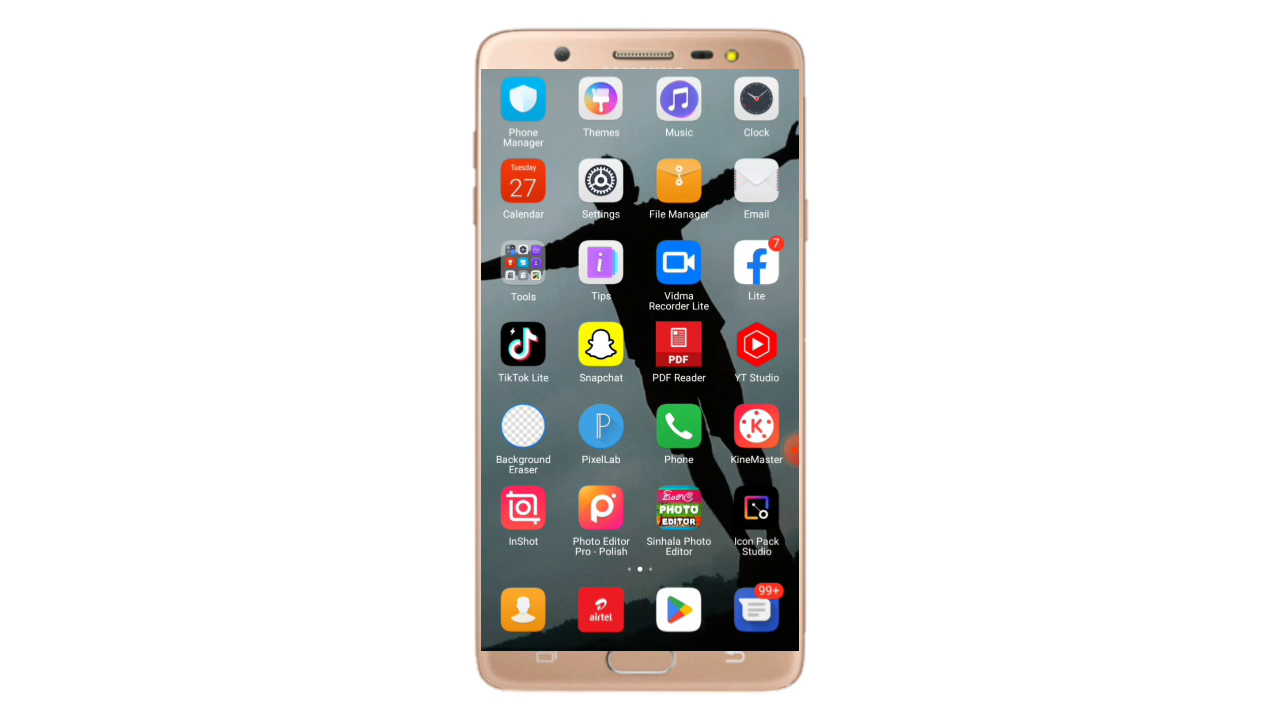 Phone
Manager
Themes
Music
Clock
Tuesday
27
Calendar
Settings
File Manager
Email
Tools
Tips
Vidma
Recorder Lite
7
Lite
TikTok Lite
Snapchat
PDF
PDF Reader
YT Studio
Background
Eraser
PixelLab
Phone
K
KineMaster
InShot
Photo Editor
Pro - Polish
සිංහල
PHOTO
EDITOR
Sinhala Photo
Editor
Icon Pack
Studio
airtel
99+